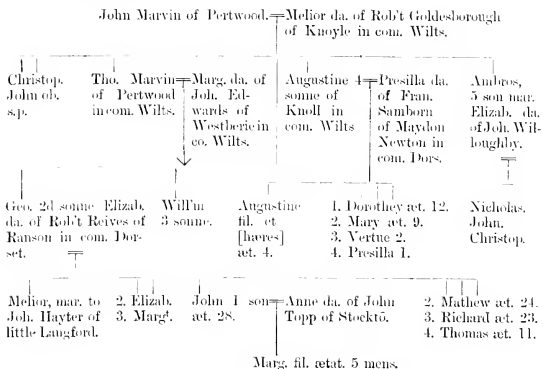 John Marvin of Pertwood. = Melior da. of Rob't Goldesborough
of Knoyle in com. Wilts.
Christop.
John ob.
s.p.
Tho. Marvin =
of Pertwood
in com. Wilts.
Marg. da. of
Joh. Ed-
wards of
Westberie in
co. Wilts.
Augustine 4 =
sonne of
Knoll in
com. Wilts
Presilla da.
of Fran.
Samborn
of Maydon
Newton in
com. Dors.
Ambros,
5 son mar.
Elizab. da.
of Joh. Wil-
loughby.
Geo. 2d sonne Elizab.
da. of Rob't Reives of
Ranson in com. Dor-
set.
Will'm
3 sonne.
Augustine
fil. et
[hæres]
æt. 4.
1. Dorothey æt. 12.
2. Mary æt. 9.
3. Vertue 2.
4. Presilla 1.
Nicholas.
John.
Christop.
Melior, mar. to
Joh. Hayter of
little Langford.
2. Elizab.
3. Margt.
John 1 son =
æt. 28.
Anne da. of John
Topp of Stocktō.
2. Mathew æt. 24.
3. Richard æt. 23.
4. Thomas æt. 11.
Marg. fil. ætat. 5 mens.